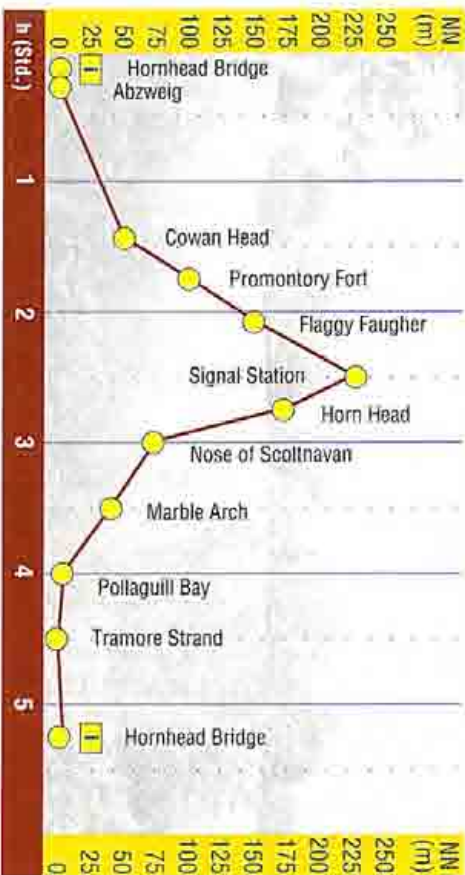 NN
(m)
250
225
200
175
150
125
100
75
50
25
0
Hornhead Bridge
Abzweig
Cowan Head
Promontory Fort
Flaggy Faugher
Signal Station
Horn Head
Nose of Scoltnavan
Marble Arch
Pollaguill Bay
Tramore Strand
Hornhead Bridge
NN
(m)
250
225
200
175
150
125
100
75
50
25
0
h (Std.) 1 2 3 4 5